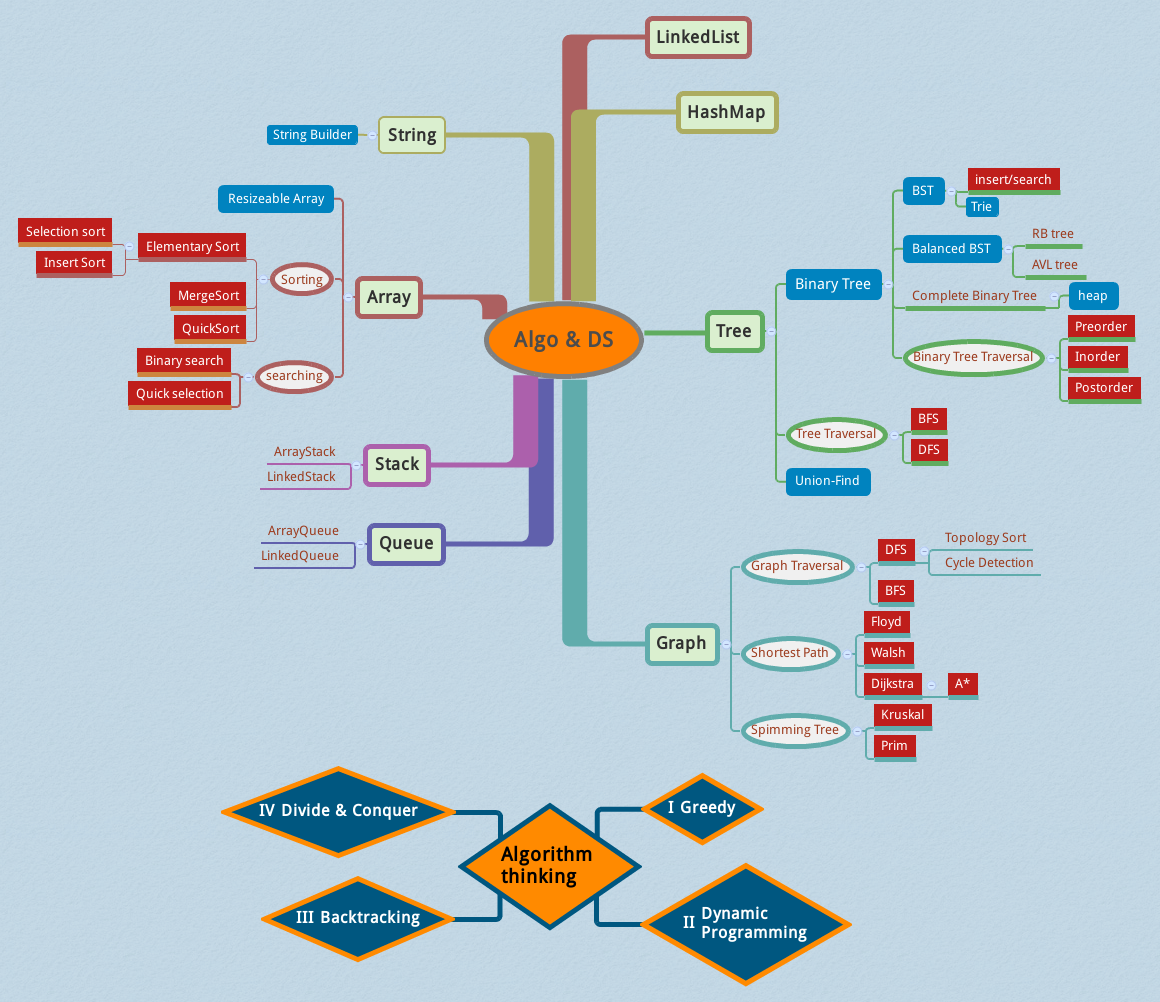 LinkedList
HashMap
String
String Builder
Resizeable Array
Selection sort
Insert Sort
Elementary Sort
Sorting
MergeSort
QuickSort
Array
Binary search
searching
Quick selection
Algo & DS
ArrayStack
LinkedStack
Stack
ArrayQueue
LinkedQueue
Queue
Tree
Binary Tree
BST
insert/search
Trie
Balanced BST
RB tree
AVL tree
Complete Binary Tree
heap
Binary Tree Traversal
Preorder
Inorder
Postorder
Tree Traversal
BFS
DFS
Union-Find
Graph
Graph Traversal
DFS
Topology Sort
Cycle Detection
BFS
Shortest Path
Floyd
Walsh
Dijkstra
A*
Spimming Tree
Kruskal
Prim
IV Divide & Conquer
I Greedy
Algorithm
thinking
III Backtracking
II Dynamic
Programming